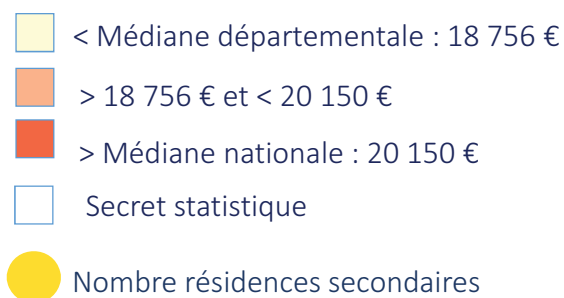 < Médiane départementale : 18 756 €
> 18 756 € et < 20 150 €
> Médiane nationale : 20 150 €
Secret statistique
Nombre résidences secondaires